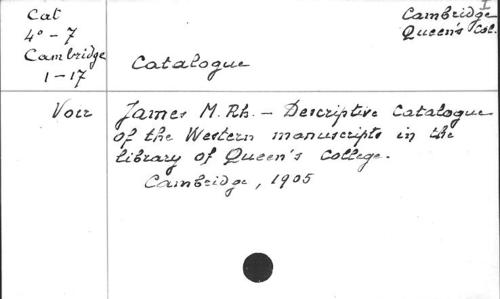 Cat
4° - 7
Cambridge
1-17
Catalogue
I
Cambridge
Queen's Col.
Voir
James M. Rh. - Descriptive Catalogue
of the Western manuscripts in the
library of Queen's College.
Cambridge, 1905